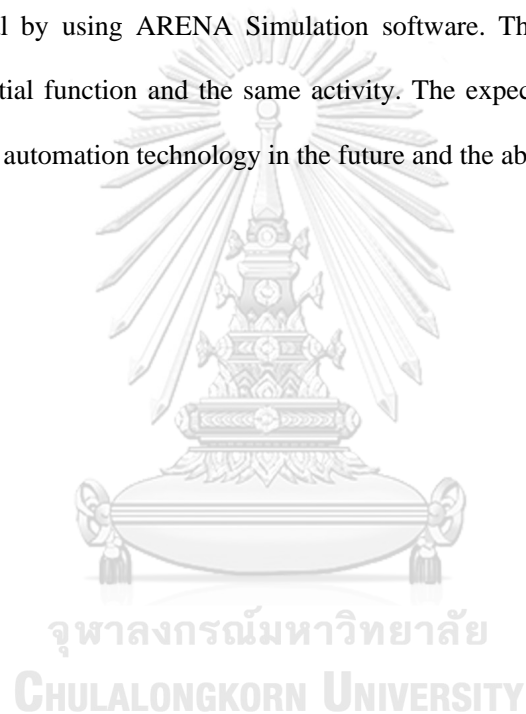 l by using ARENA Simulation software. Th
tial function and the same activity. The expec
automation technology in the future and the ab
จุฬาลงกรณ์มหาวิทยาลัย
CHULALONGKORN UNIVERSITY